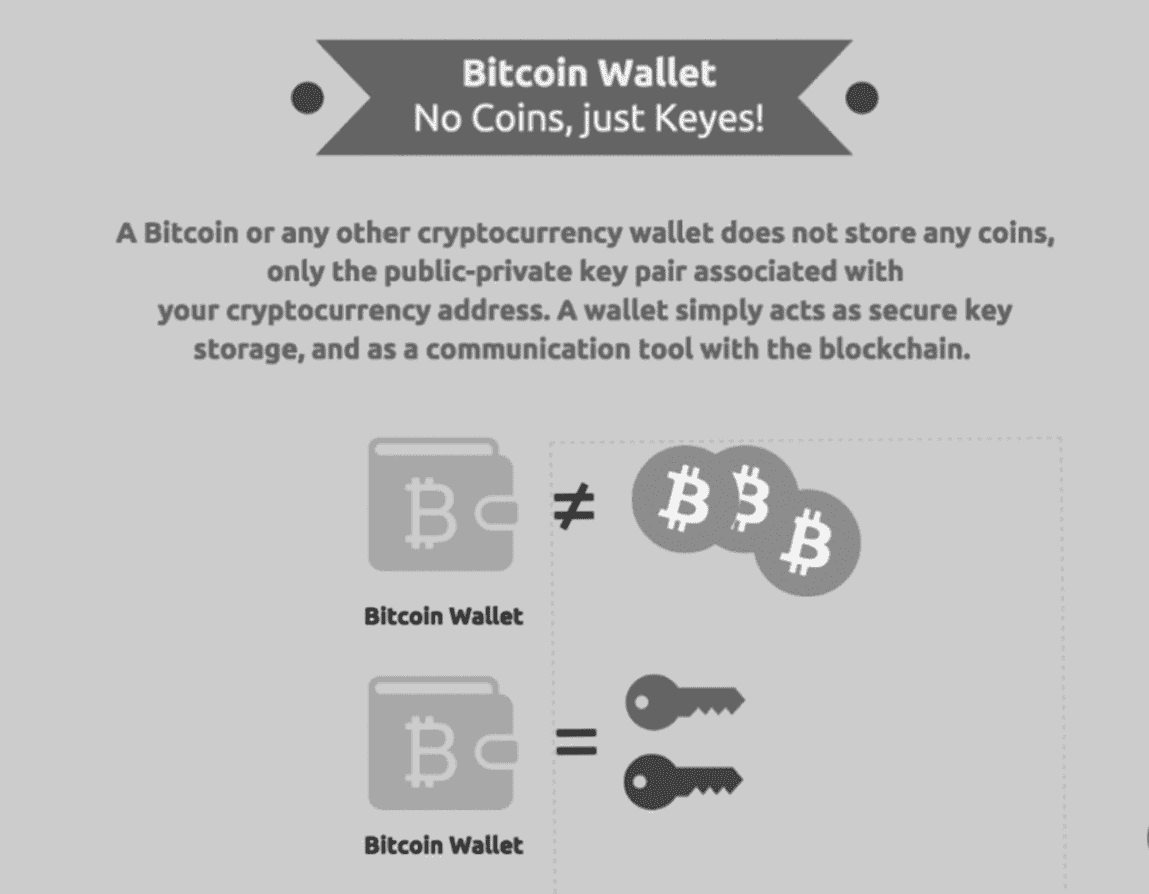 Bitcoin Wallet
No Coins, just Keyes!
A Bitcoin or any other cryptocurrency wallet does not store any coins,
only the public-private key pair associated with
your cryptocurrency address. A wallet simply acts as secure key
storage, and as a communication tool with the blockchain.
≠
Bitcoin Wallet
=
Bitcoin Wallet